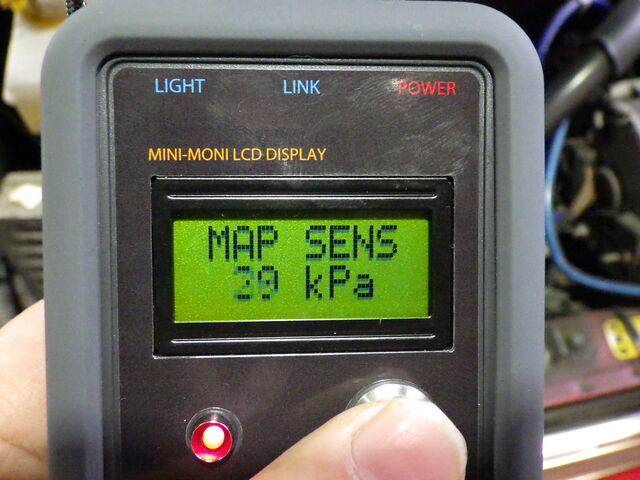 LIGHT LINK POWER
MINI-MONI LCD DISPLAY
MAP SENS
39 kPa